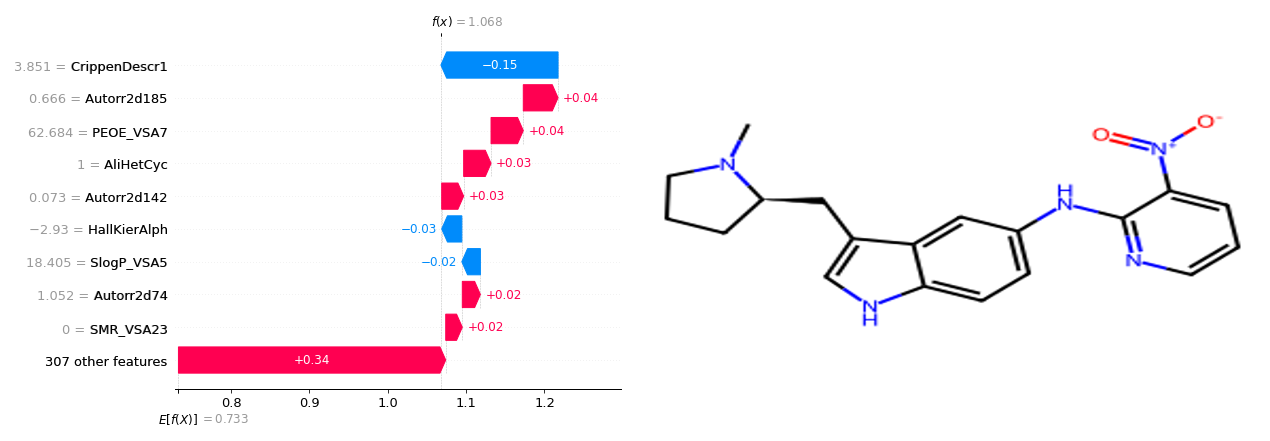 f(x) = 1.068
3.851 = CrippenDescr1
−0.15
0.666 = Autorr2d185
+0.04
62.684 = PEOE_VSA7
+0.04
1 = AliHetCyc
+0.03
0.073 = Autorr2d142
+0.03
−2.93 = HallKierAlph
−0.03
18.405 = SlogP_VSA5
−0.02
1.052 = Autorr2d74
+0.02
0 = SMR_VSA23
+0.02
307 other features
+0.34
0.8 0.9 1.0 1.1 1.2
E[f(X)] = 0.733
N
N
H
H
N
N
N+
O
O-